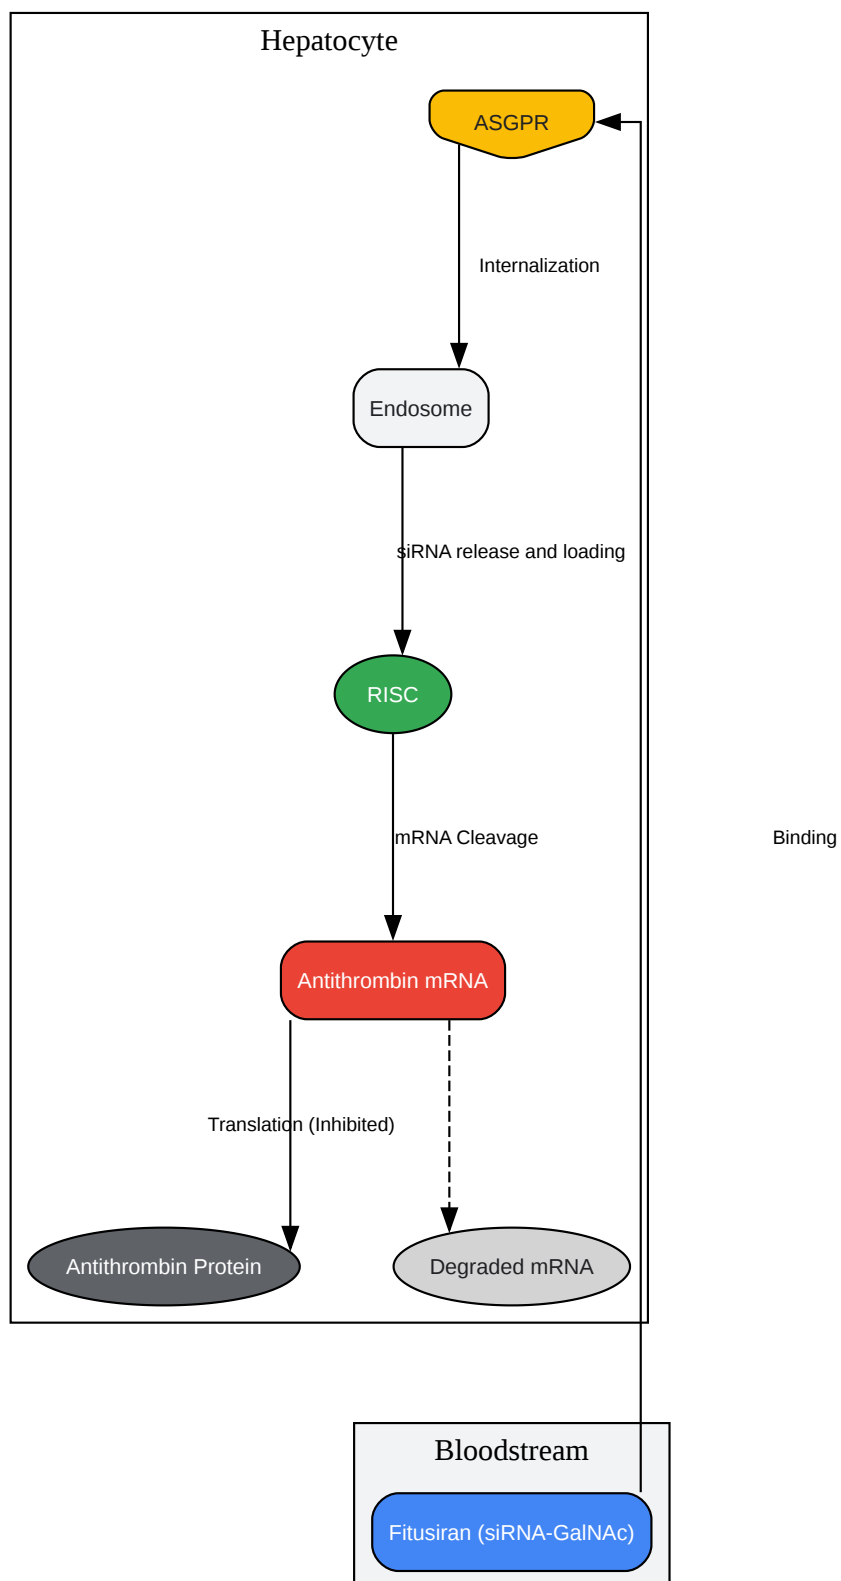 Hepatocyte
ASGPR
Internalization
Endosome
siRNA release and loading
RISC
mRNA Cleavage
Binding
Antithrombin mRNA
Translation (Inhibited)
Antithrombin Protein
Degraded mRNA
Bloodstream
Fitusiran (siRNA-GalNAc)